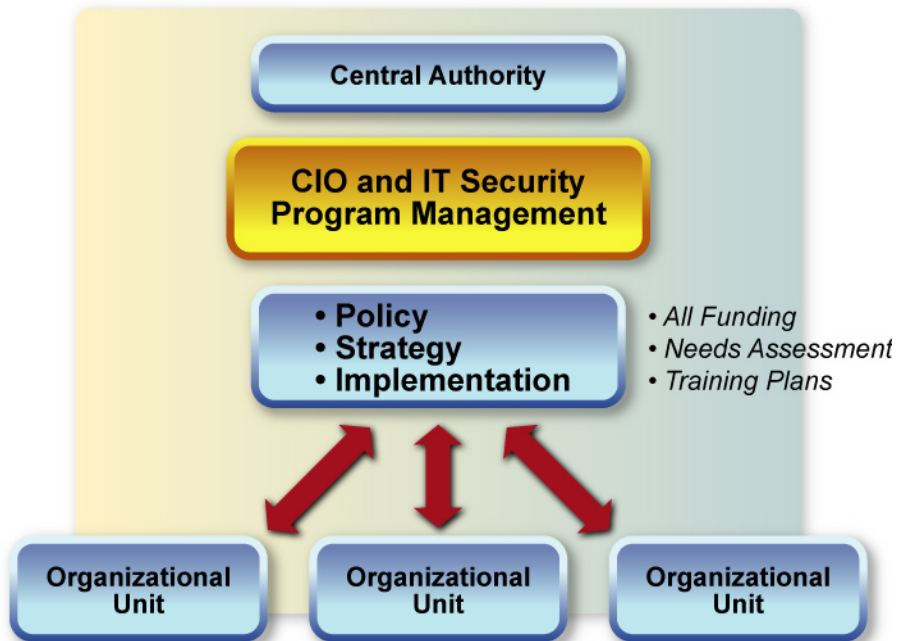 Central Authority
CIO and IT Security
Program Management
• Policy
• Strategy
• Implementation
• All Funding
• Needs Assessment
• Training Plans
Organizational
Unit
Organizational
Unit
Organizational
Unit